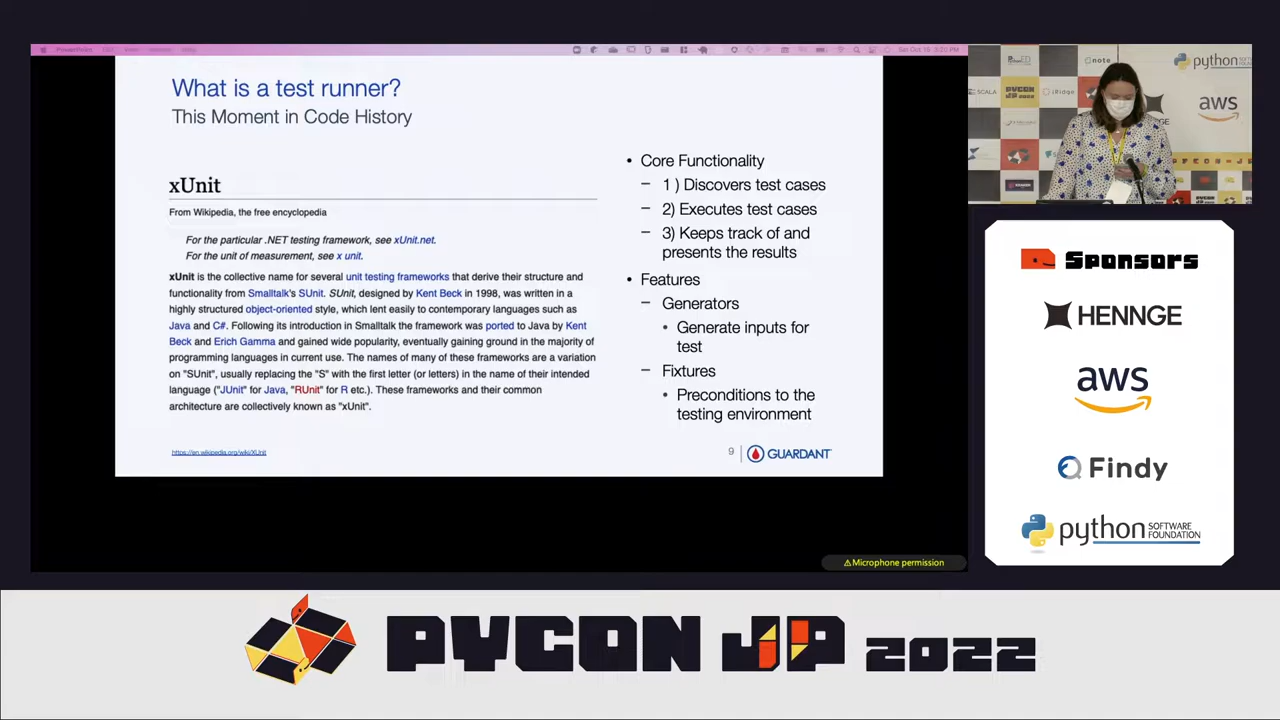 What is a test runner?
This Moment in Code History
xUnit
From Wikipedia, the free encyclopedia
For the particular .NET testing framework, see xUnit.net.
For the unit of measurement, see x unit.
xUnit is the collective name for several unit testing frameworks that derive their structure and
functionality from Smalltalk's SUnit. SUnit, designed by Kent Beck in 1998, was written in a
highly structured object-oriented style, which lent easily to contemporary languages such as
Java and C#. Following its introduction in Smalltalk the framework was ported to Java by Kent
Beck and Erich Gamma and gained wide popularity, eventually gaining ground in the majority of
programming languages in current use. The names of many of these frameworks are a variation
on "SUnit", usually replacing the "S" with the first letter (or letters) in the name of their intended
language ("JUnit" for Java, "RUnit" for R etc.). These frameworks and their common
architecture are collectively known as "xUnit".
https://en.wikipedia.org/wiki/XUnit
• Core Functionality
– 1 ) Discovers test cases
– 2) Executes test cases
– 3) Keeps track of and
presents the results
• Features
– Generators
• Generate inputs for
test
– Fixtures
• Preconditions to the
testing environment
9 | GUARDANT
⚠Microphone permission
python
note
PYCON
JP 2022
iRidge
aws
Sponsors
HENNGE
aws
Findy
python SOFTWARE
FOUNDATION
PYCON JP 2022